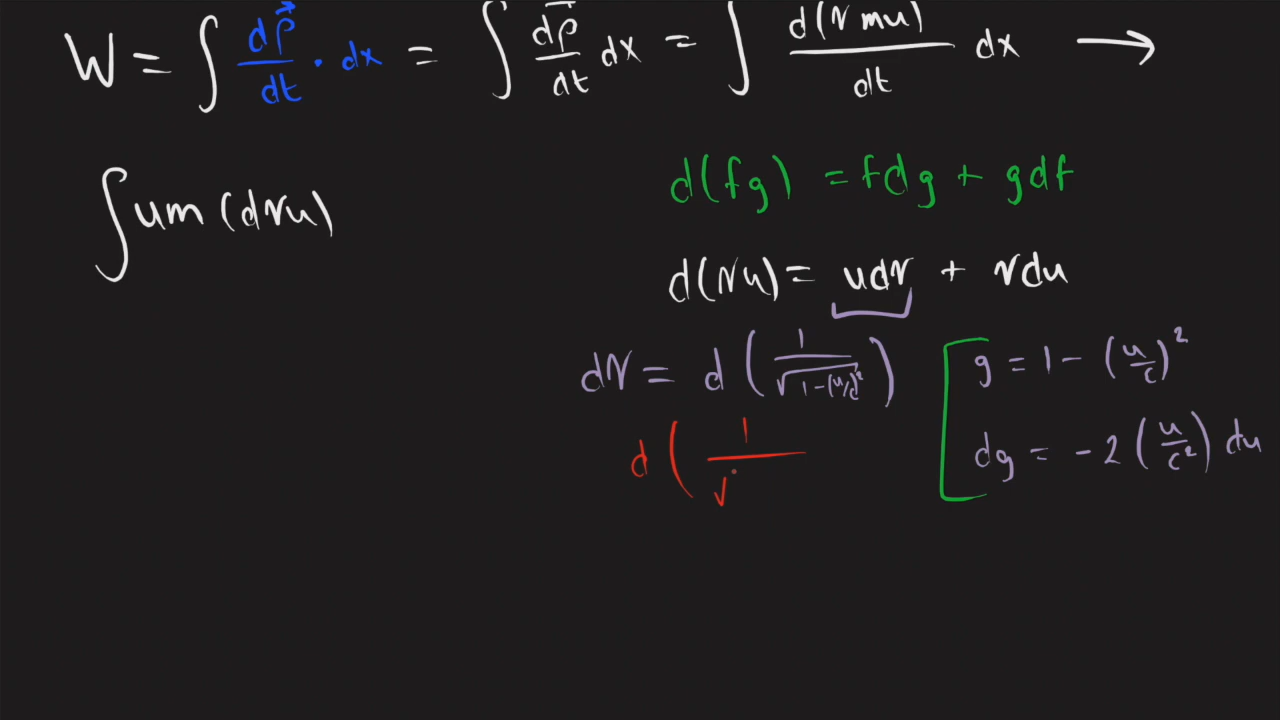 W = ∫ dp⃗/dt · dx = ∫ dp⃗/dt dx = ∫ d(γmu)/dt dx →
∫ um (dγu)
d(fg) = fdg + gdf
d(γu) = udγ + γdu
dγ = d(1/√(1-(u/c)²))
g = 1 - (u/c)²
dg = -2(u/c²) du
d(1/√